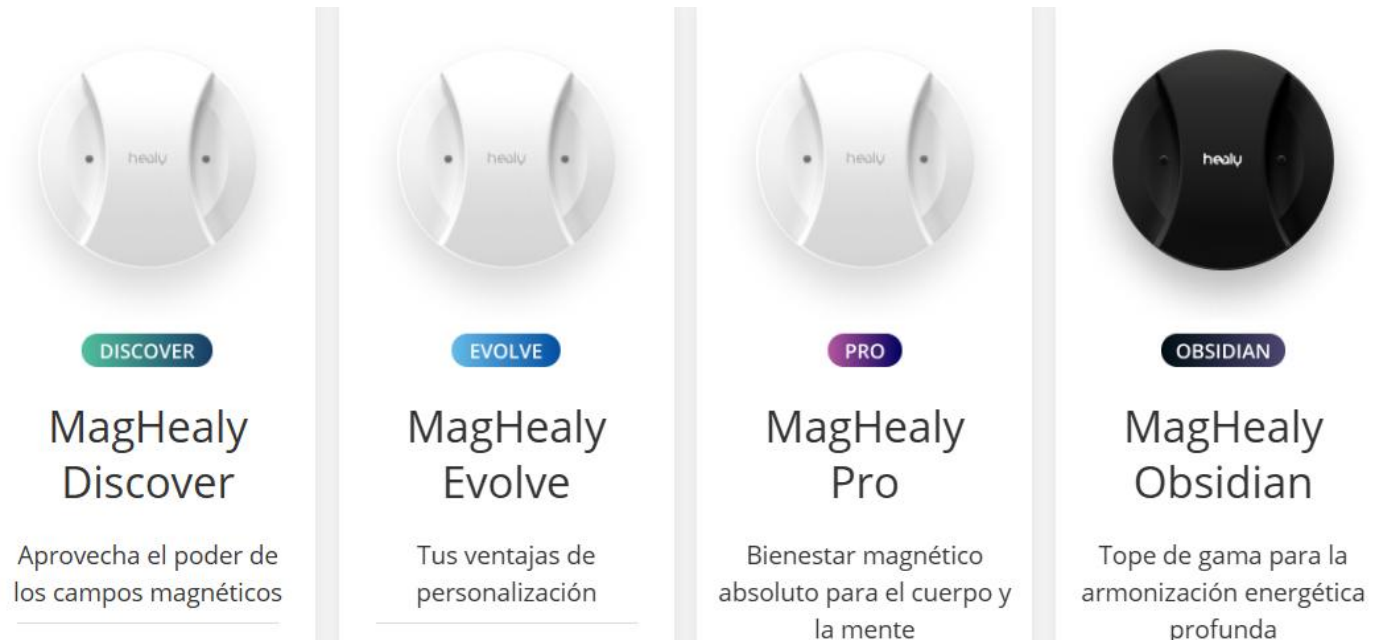 healy
DISCOVER
MagHealy
Discover
Aprovecha el poder de
los campos magnéticos
healy
EVOLVE
MagHealy
Evolve
Tus ventajas de
personalización
healy
PRO
MagHealy
Pro
Bienestar magnético
absoluto para el cuerpo y
la mente
healy
OBSIDIAN
MagHealy
Obsidian
Tope de gama para la
armonización energética
profunda